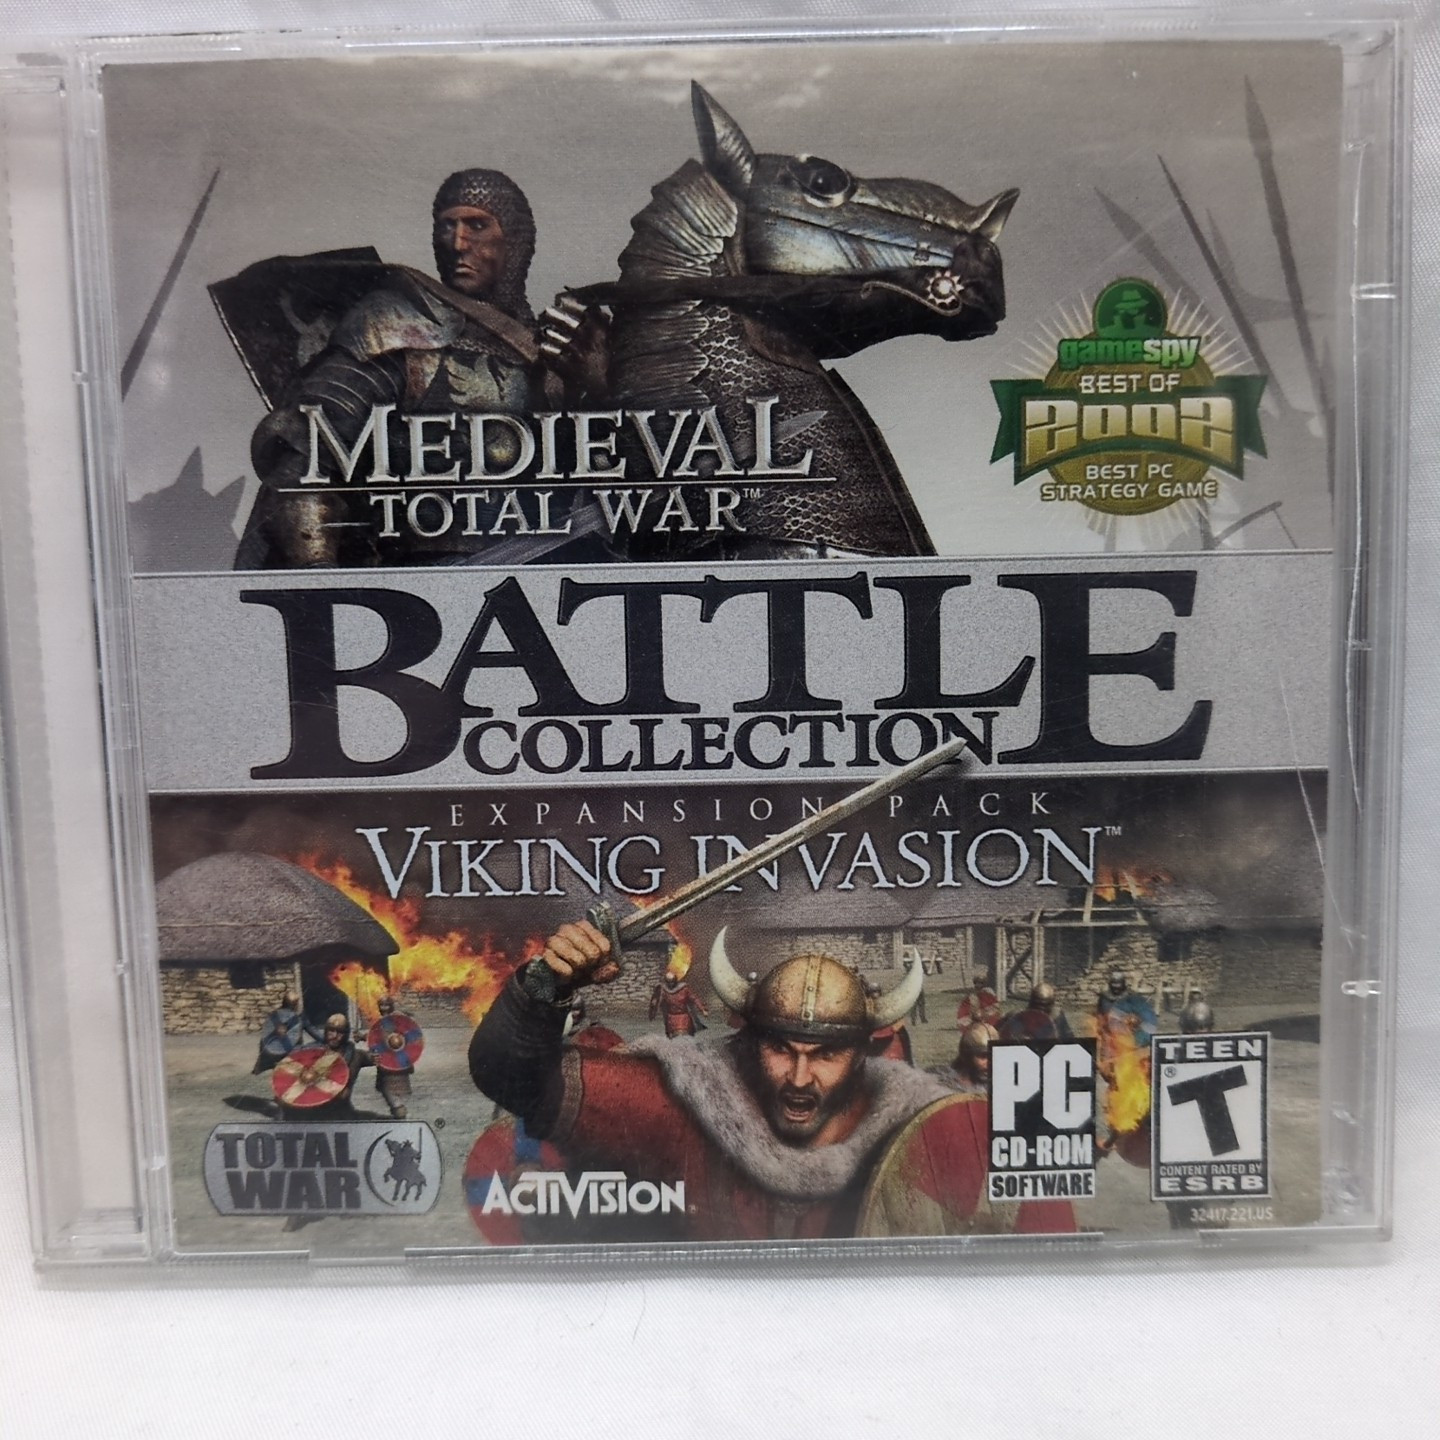 MEDIEVAL
TOTAL WAR™
gamespy
BEST OF
2002
BEST PC
STRATEGY GAME
BATTLE
COLLECTION
EXPANSION PACK
VIKING INVASION™
TOTAL
WAR®
ACTIVISION®
PC
CD-ROM
SOFTWARE
TEEN
T®
CONTENT RATED BY
ESRB
32417.221.US